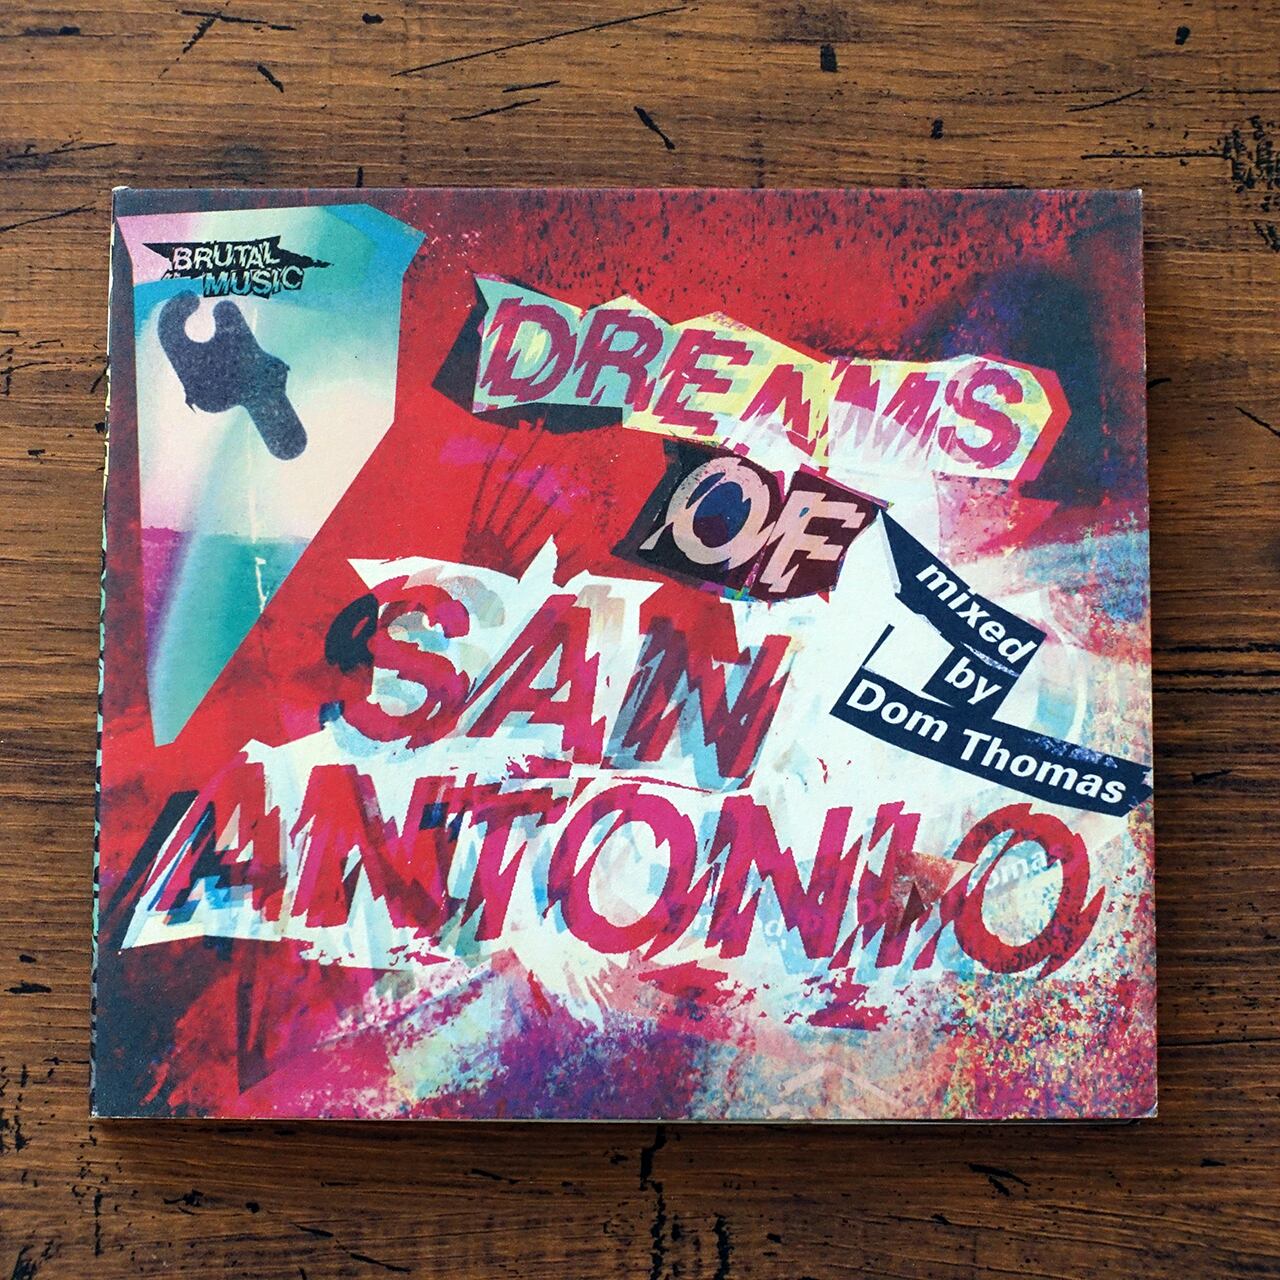 BRUTAL
MUSIC
DREAMS
OF
SAN
ANTONIO
mixed
by
Dom Thomas